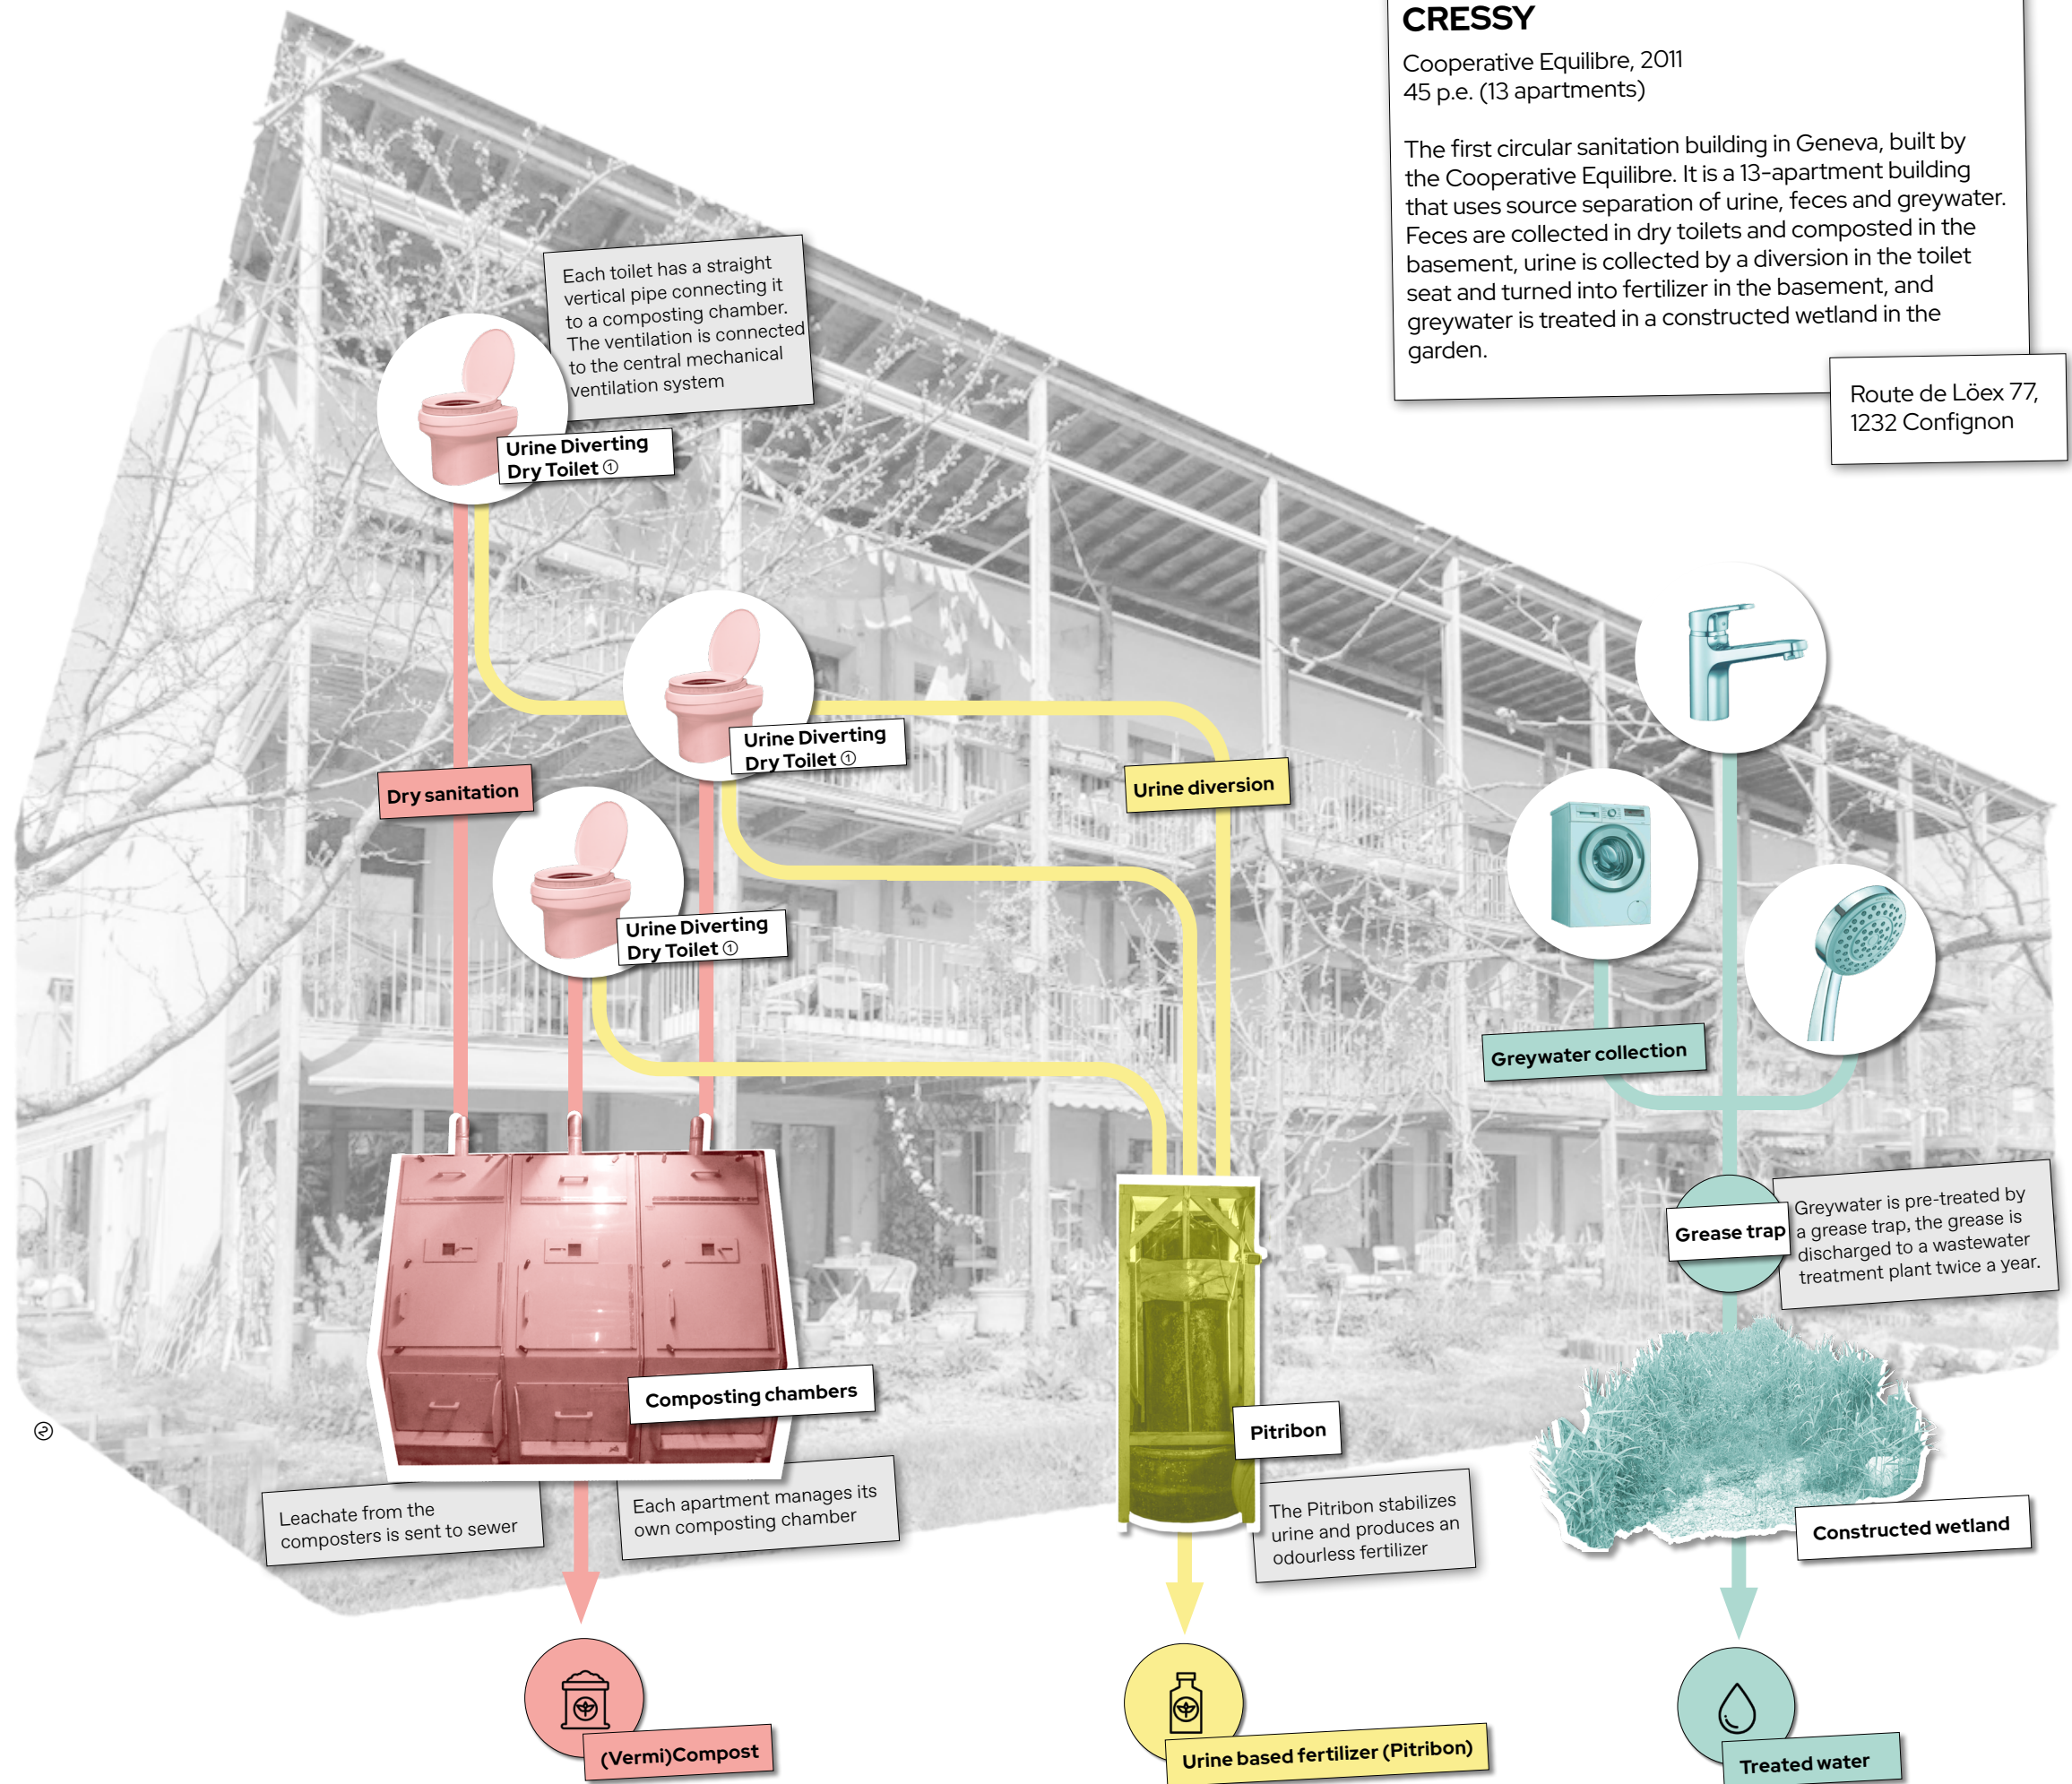 CRESSY
Cooperative Equilibre, 2011
45 p.e. (13 apartments)
The first circular sanitation building in Geneva, built by
the Cooperative Equilibre. It is a 13-apartment building
that uses source separation of urine, feces and greywater.
Feces are collected in dry toilets and composted in the
basement, urine is collected by a diversion in the toilet
seat and turned into fertilizer in the basement, and
greywater is treated in a constructed wetland in the
garden.
Route de Löex 77,
1232 Confignon
Each toilet has a straight
vertical pipe connecting it
to a composting chamber.
The ventilation is connected
to the central mechanical
ventilation system
Urine Diverting
Dry Toilet ①
Urine Diverting
Dry Toilet ①
Dry sanitation
Urine diversion
Urine Diverting
Dry Toilet ①
Greywater collection
Grease trap
Greywater is pre-treated by
a grease trap, the grease is
discharged to a wastewater
treatment plant twice a year.
Composting chambers
Pitribon
②
Leachate from the
composters is sent to sewer
Each apartment manages its
own composting chamber
The Pitribon stabilizes
urine and produces an
odourless fertilizer
Constructed wetland
(Vermi)Compost
Urine based fertilizer (Pitribon)
Treated water